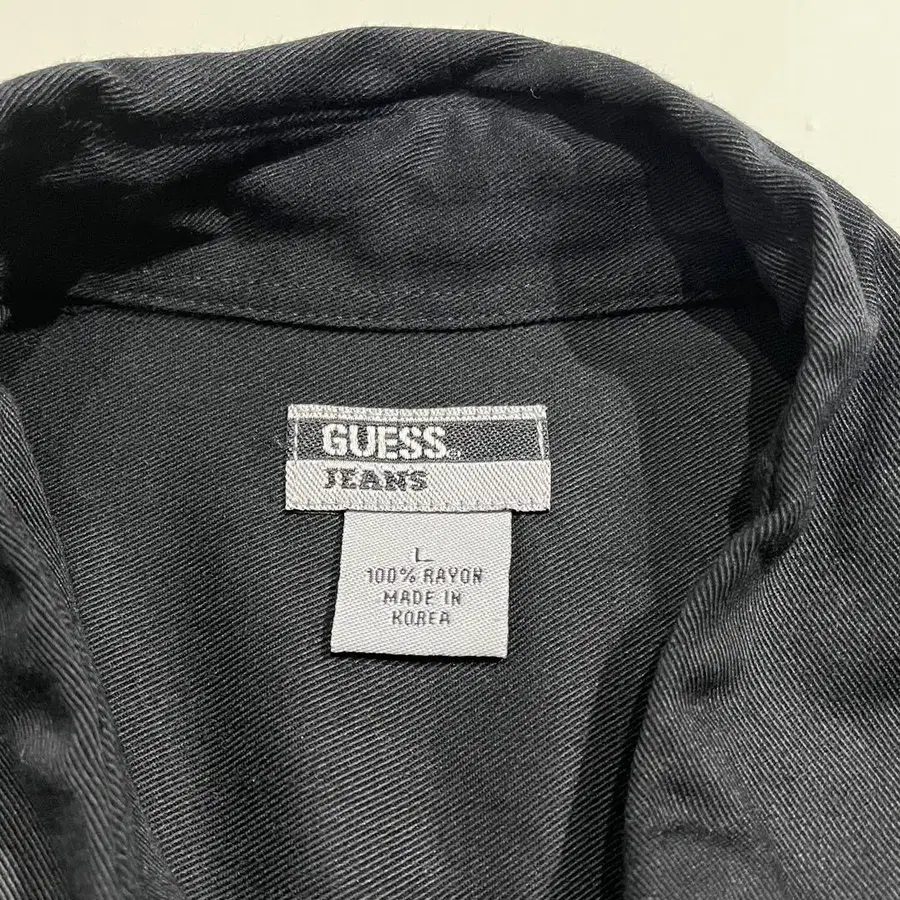 GUESS.
JEANS
L
100% RAYON
MADE IN
KOREA